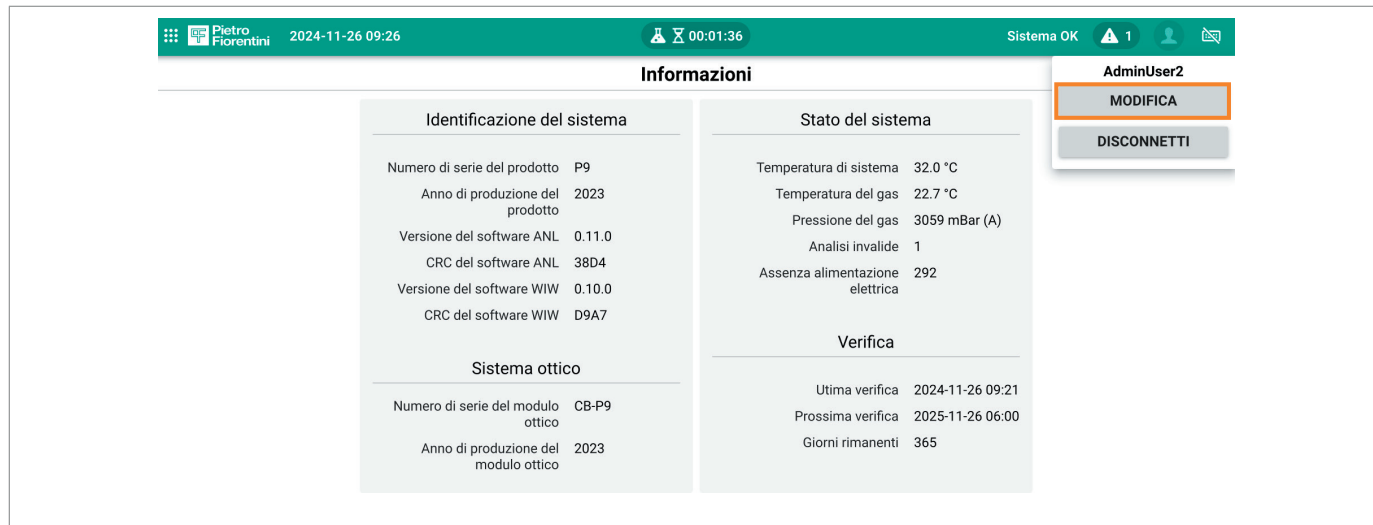 Pietro
Fiorentini
2024-11-26 09:26
00:01:36
Sistema OK
1
Informazioni
AdminUser2
MODIFICA
DISCONNETTI
Identificazione del sistema
Numero di serie del prodotto P9
Anno di produzione del 2023
prodotto
Versione del software ANL 0.11.0
CRC del software ANL 38D4
Versione del software WIW 0.10.0
CRC del software WIW D9A7
Sistema ottico
Numero di serie del modulo CB-P9
ottico
Anno di produzione del 2023
modulo ottico
Stato del sistema
Temperatura di sistema 32.0 °C
Temperatura del gas 22.7 °C
Pressione del gas 3059 mBar (A)
Analisi invalide 1
Assenza alimentazione 292
elettrica
Verifica
Utima verifica 2024-11-26 09:21
Prossima verifica 2025-11-26 06:00
Giorni rimanenti 365